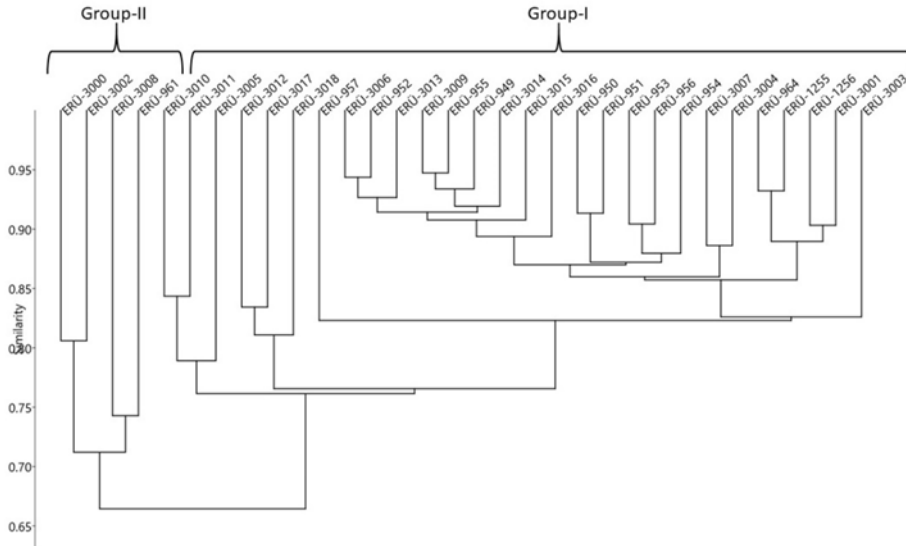 Group-II
Group-I
ERÜ-3000
ERÜ-3002
ERÜ-3008
ERÜ-961
ERÜ-3010
ERÜ-3011
ERÜ-3005
ERÜ-3012
ERÜ-3017
ERÜ-3018
ERÜ-957
ERÜ-3006
ERÜ-952
ERÜ-3013
ERÜ-3009
ERÜ-955
ERÜ-949
ERÜ-3014
ERÜ-3015
ERÜ-3016
ERÜ-950
ERÜ-951
ERÜ-953
ERÜ-956
ERÜ-954
ERÜ-3007
ERÜ-3004
ERÜ-964
ERÜ-1255
ERÜ-1256
ERÜ-3001
ERÜ-3003
0.95
0.90
0.85
Similarity
0.80
0.75
0.70
0.65